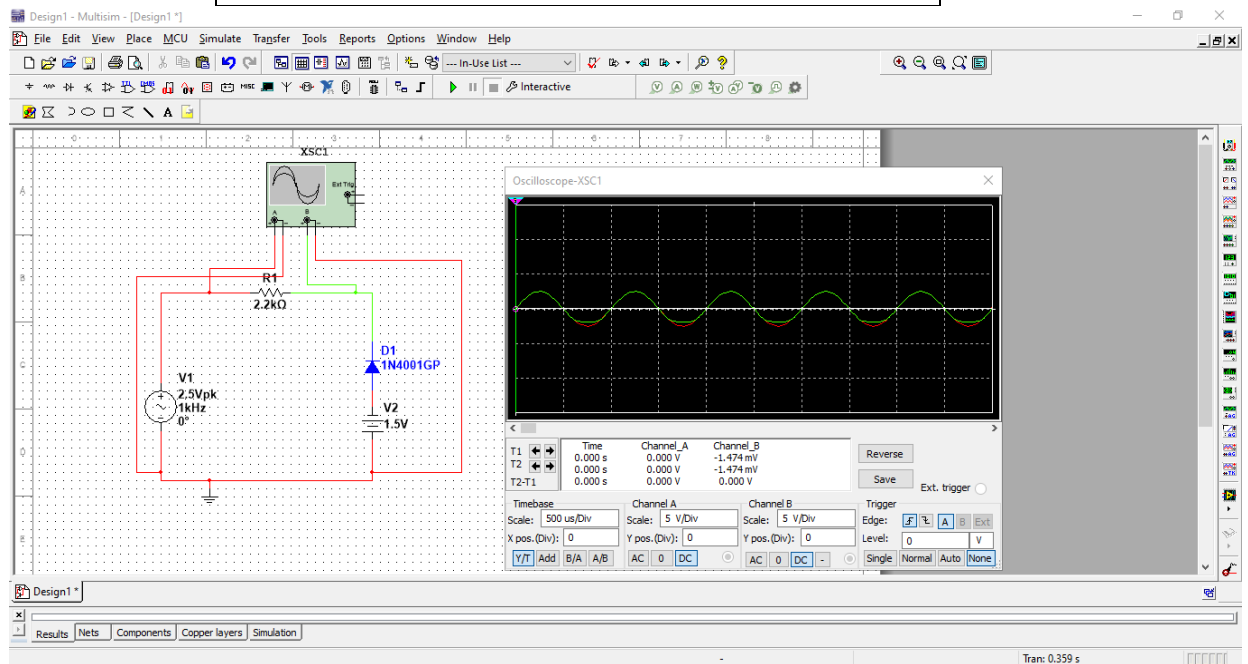 Design1 - Multisim - [Design1 *]
File Edit View Place MCU Simulate Transfer Tools Reports Options Window Help
--- In-Use List ---
Interactive
XSC1
Ext Trig
A B
R1
2.2kΩ
D1
1N4001GP
V1
2.5Vpk
1kHz
0°
V2
1.5V
Oscilloscope-XSC1
Time Channel_A Channel_B
T1 0.000 s 0.000 V -1.474 mV
T2 0.000 s 0.000 V -1.474 mV
T2-T1 0.000 s 0.000 V 0.000 V
Reverse
Save
Ext. trigger
Timebase Channel A Channel B Trigger
Scale: 500 us/Div Scale: 5 V/Div Scale: 5 V/Div Edge: A B Ext
X pos.(Div): 0 Y pos.(Div): 0 Y pos.(Div): 0 Level: 0 V
Y/T Add B/A A/B AC 0 DC AC 0 DC - Single Normal Auto None
Design1 *
Results Nets Components Copper layers Simulation
- Tran: 0.359 s